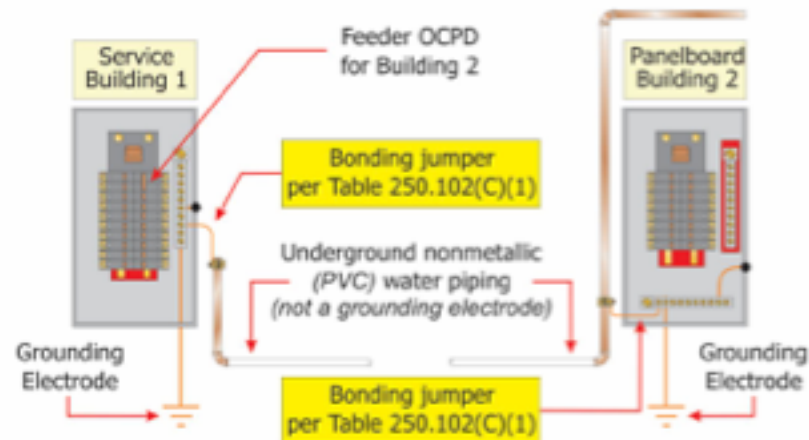 Service
Building 1
Feeder OCPD
for Building 2
Panelboard
Building 2
Bonding jumper
per Table 250.102(C)(1)
Underground nonmetallic
(PVC) water piping
(not a grounding electrode)
Grounding
Electrode
Bonding jumper
per Table 250.102(C)(1)
Grounding
Electrode